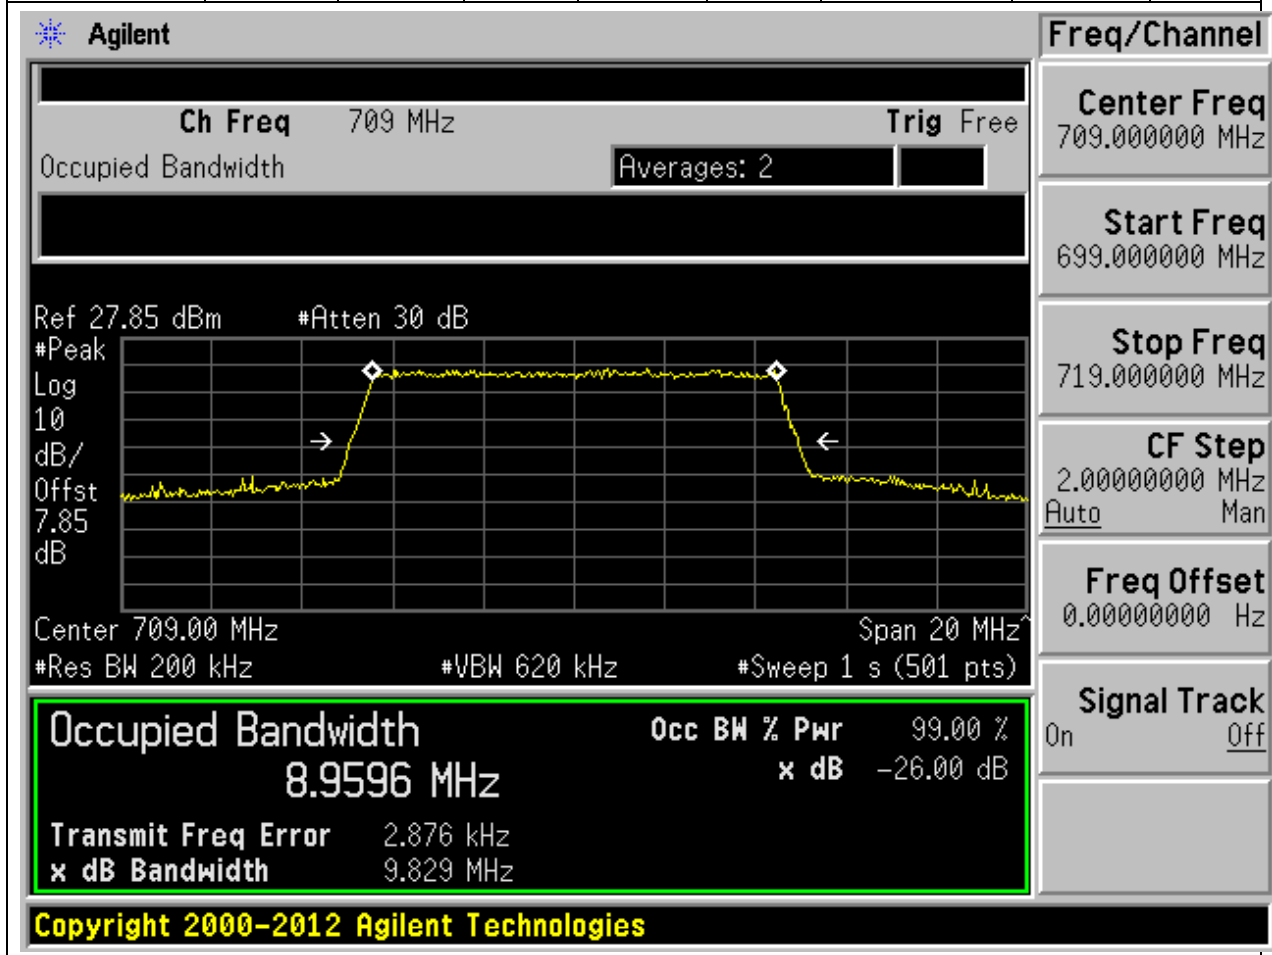 Agilent
Freq/Channel
Ch Freq 709 MHz Trig Free
Occupied Bandwidth Averages: 2
Center Freq
709.000000 MHz
Start Freq
699.000000 MHz
Stop Freq
719.000000 MHz
CF Step
2.00000000 MHz
Auto Man
Freq Offset
0.00000000 Hz
Signal Track
On Off
Ref 27.85 dBm #Atten 30 dB
#Peak
Log
10
dB/
Offst
7.85
dB
Center 709.00 MHz Span 20 MHz^
#Res BW 200 kHz #VBW 620 kHz #Sweep 1 s (501 pts)
Occupied Bandwidth Occ BW % Pwr 99.00 %
8.9596 MHz x dB -26.00 dB
Transmit Freq Error 2.876 kHz
x dB Bandwidth 9.829 MHz
Copyright 2000-2012 Agilent Technologies